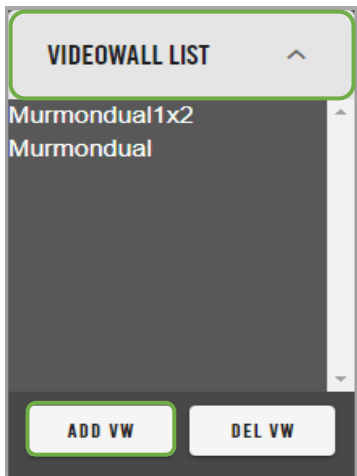 VIDEOWALL LIST
Murmondual1x2
Murmondual
ADD VW
DEL VW